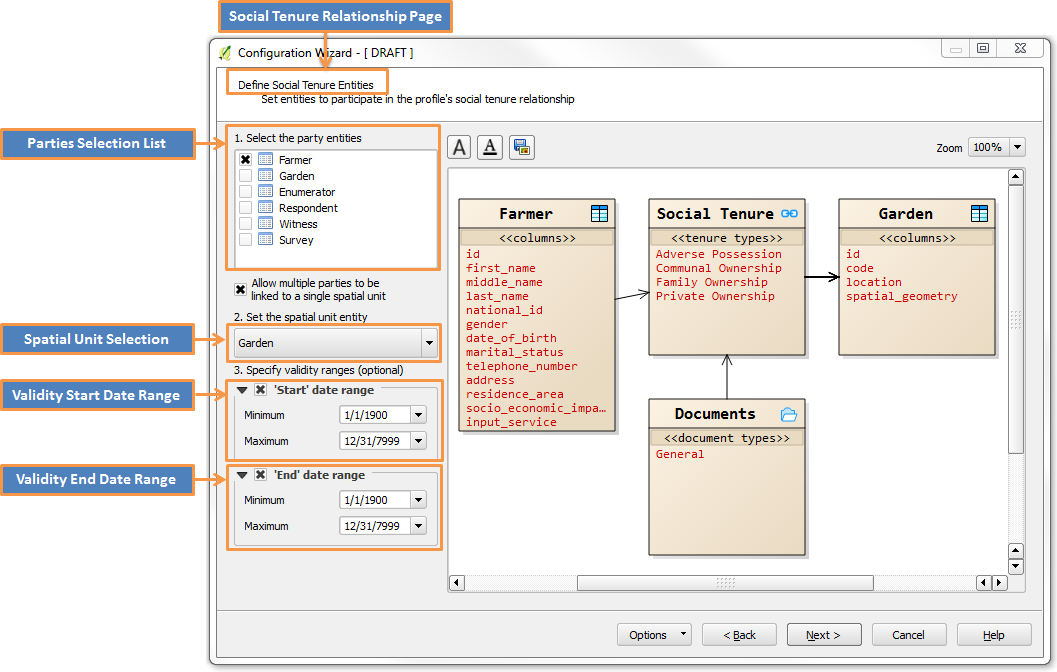 Social Tenure Relationship Page
Configuration Wizard - [ DRAFT ]
Define Social Tenure Entities
Set entities to participate in the profile's social tenure relationship
Parties Selection List
1. Select the party entities
Farmer
Garden
Enumerator
Respondent
Witness
Survey
Allow multiple parties to be
linked to a single spatial unit
2. Set the spatial unit entity
Spatial Unit Selection
Garden
3. Specify validity ranges (optional)
Validity Start Date Range
'Start' date range
Minimum 1/1/1900
Maximum 12/31/7999
Validity End Date Range
'End' date range
Minimum 1/1/1900
Maximum 12/31/7999
A A
Zoom 100%
Farmer
<<columns>>
id
first_name
middle_name
last_name
national_id
gender
date_of_birth
marital_status
telephone_number
address
residence_area
socio_economic_impa...
input_service
Social Tenure
<<tenure types>>
Adverse Possession
Communal Ownership
Family Ownership
Private Ownership
Garden
<<columns>>
id
code
location
spatial_geometry
Documents
<<document types>>
General
Options < Back Next > Cancel Help